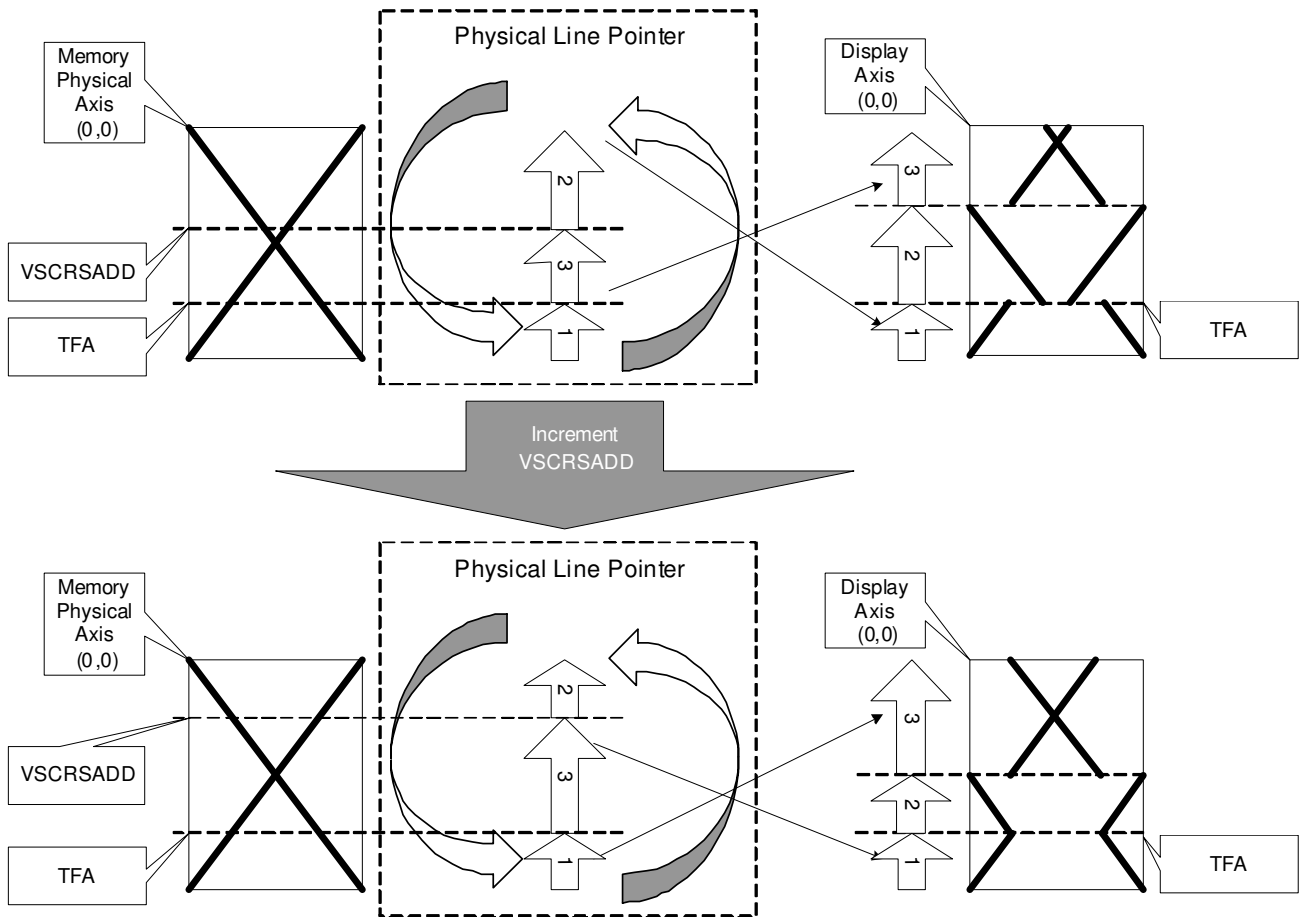 Physical Line Pointer
Memory
Physical
Axis
(0,0)
VSCRSADD
TFA
2
3
1
Display
Axis
(0,0)
3
2
1
TFA
Increment
VSCRSADD
Physical Line Pointer
Memory
Physical
Axis
(0,0)
VSCRSADD
TFA
2
3
1
Display
Axis
(0,0)
3
2
1
TFA